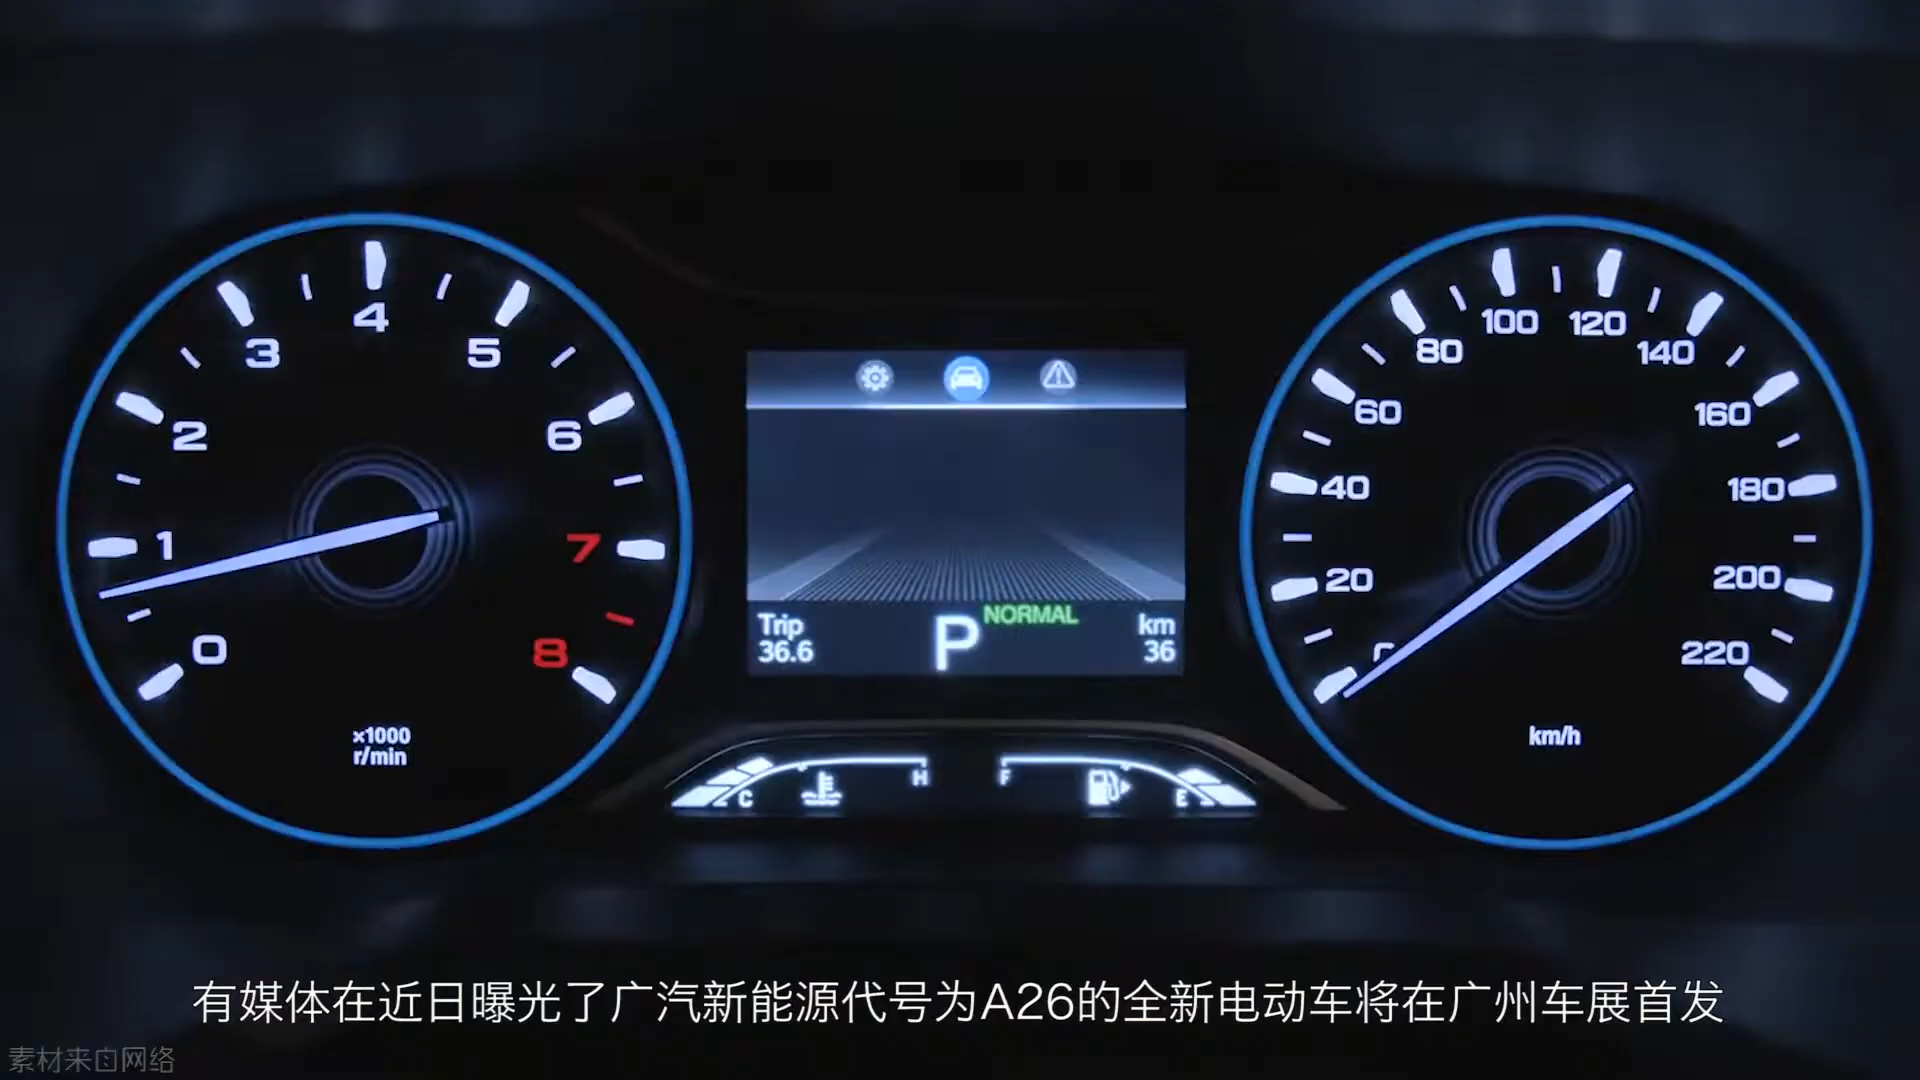 0
1
2
3
4
5
6
7
8
x1000
r/min
Trip
36.6
P
NORMAL
km
36
C
H
F
E
20
40
60
80
100
120
140
160
180
200
220
km/h
有媒体在近日曝光了广汽新能源代号为A26的全新电动车将在广州车展首发
素材来自网络